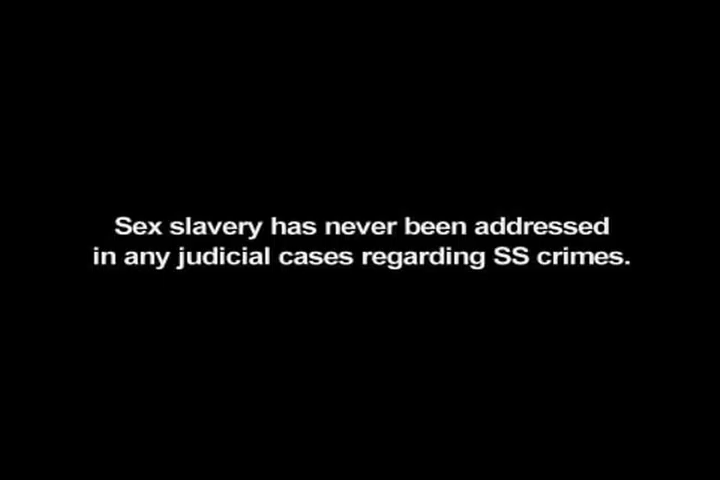 Sex slavery has never been addressed
in any judicial cases regarding SS crimes.